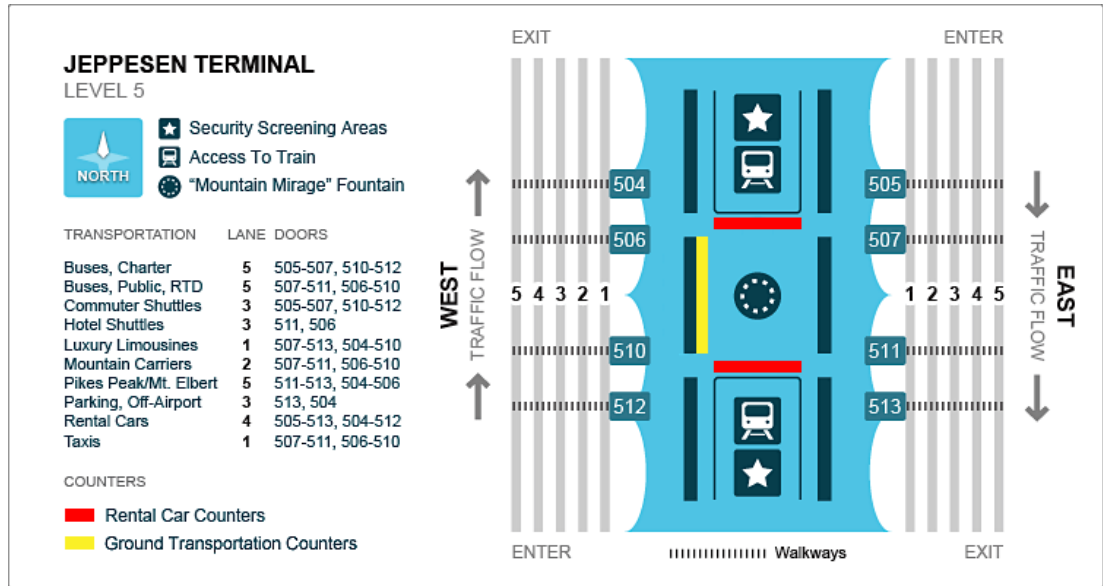 JEPPESEN TERMINAL
LEVEL 5
NORTH
Security Screening Areas
Access To Train
"Mountain Mirage" Fountain
TRANSPORTATION LANE DOORS
Buses, Charter 5 505-507, 510-512
Buses, Public, RTD 5 507-511, 506-510
Commuter Shuttles 3 505-507, 510-512
Hotel Shuttles 3 511, 506
Luxury Limousines 1 507-513, 504-510
Mountain Carriers 2 507-511, 506-510
Pikes Peak/Mt. Elbert 5 511-513, 504-506
Parking, Off-Airport 3 513, 504
Rental Cars 4 505-513, 504-512
Taxis 1 507-511, 506-510
COUNTERS
Rental Car Counters
Ground Transportation Counters
EXIT ENTER
504 505
506 507
WEST
TRAFFIC FLOW
5 4 3 2 1 1 2 3 4 5
TRAFFIC FLOW
EAST
510 511
512 513
ENTER Walkways EXIT